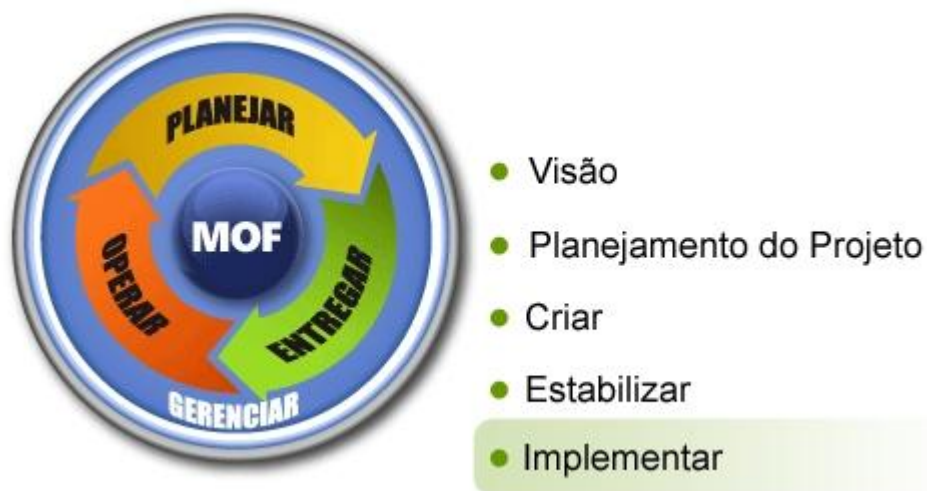 PLANEJAR
MOF
OPERAR
ENTREGAR
GERENCIAR
Visão
Planejamento do Projeto
Criar
Estabilizar
Implementar